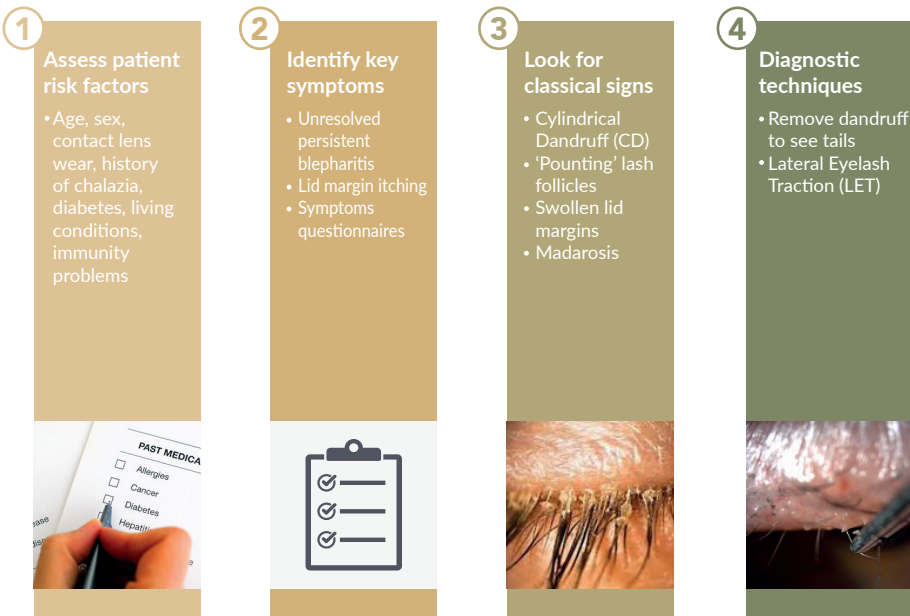 1
Assess patient
risk factors
• Age, sex,
contact lens
wear, history
of chalazia,
diabetes, living
conditions,
immunity
problems
PAST MEDICA
Allergies
Cancer
Diabetes
Hepatiti
ease
dise
e
2
Identify key
symptoms
• Unresolved
persistent
blepharitis
• Lid margin itching
• Symptoms
questionnaires
3
Look for
classical signs
• Cylindrical
Dandruff (CD)
• ‘Pounting’ lash
follicles
• Swollen lid
margins
• Madarosis
4
Diagnostic
techniques
• Remove dandruff
to see tails
• Lateral Eyelash
Traction (LET)